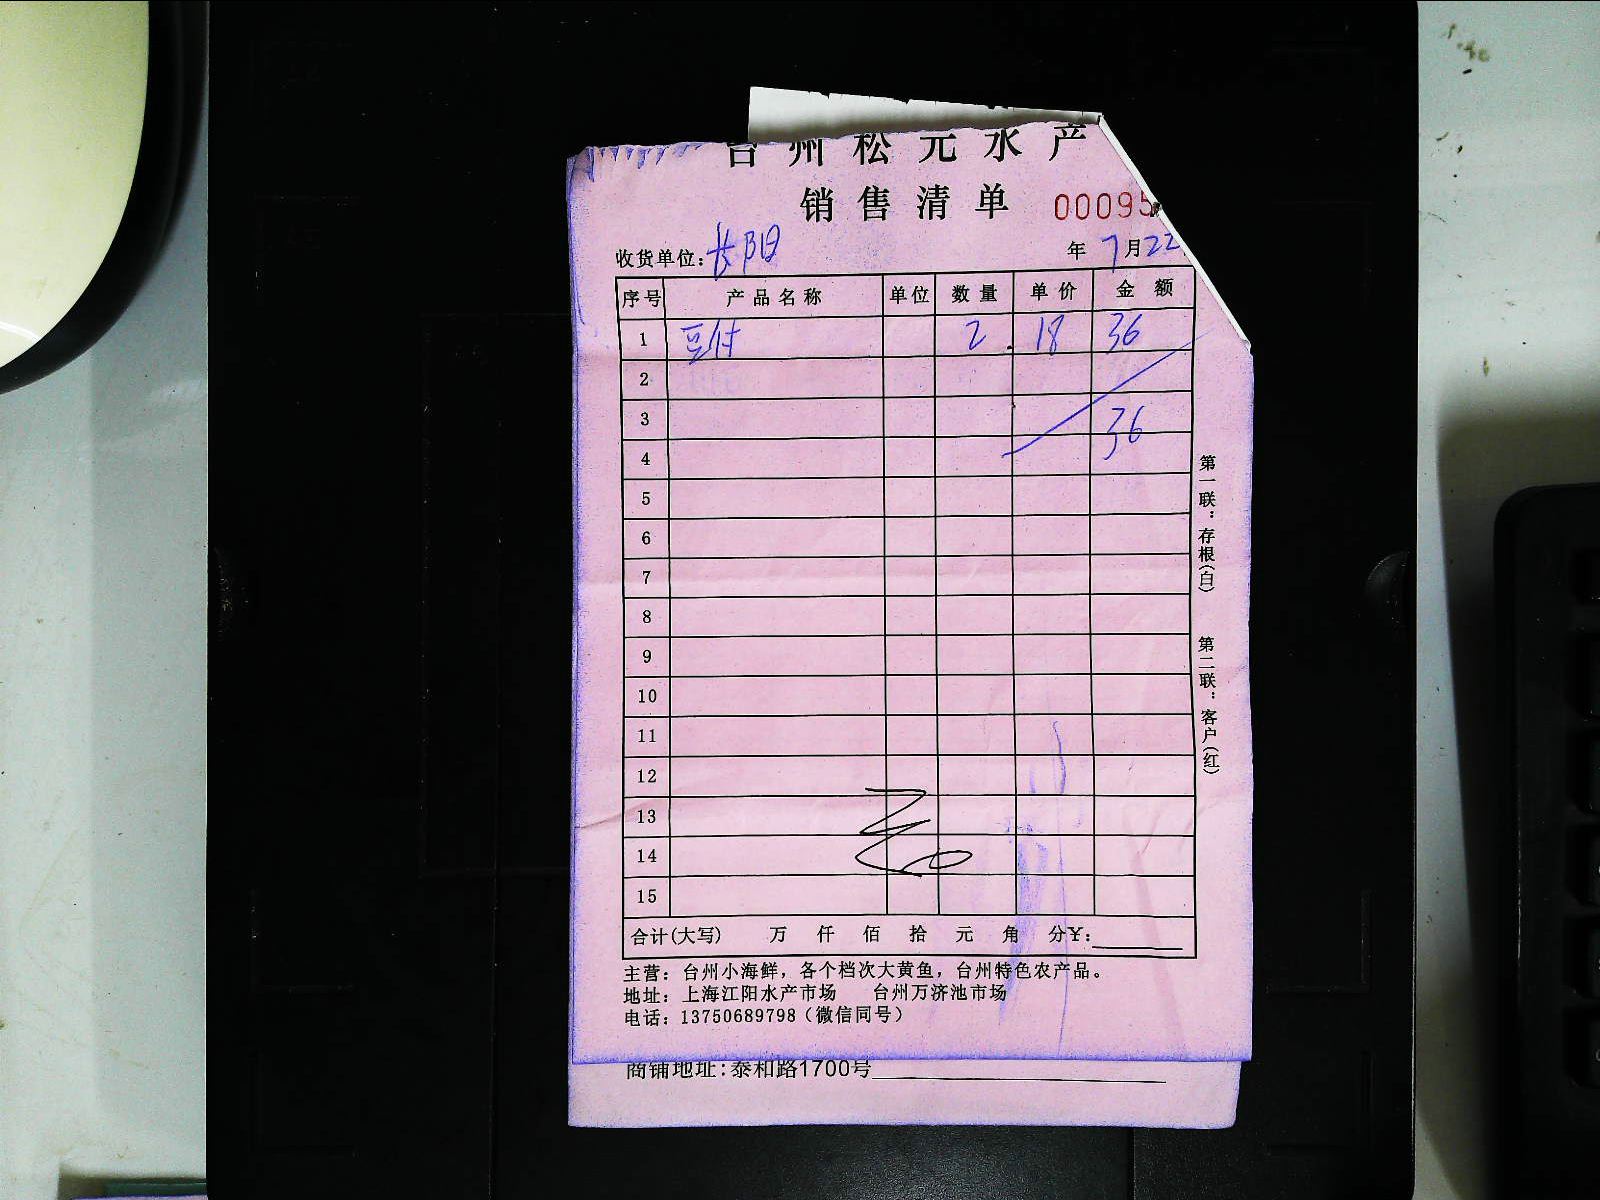 台州松元水产
销售清单 00095
收货单位：长阳 年 7月22
序号 产品名称 单位 数量 单价 金额
1 豆付 2 18 36
2
3 36
4
5
6
7
8
9
10
11
12
13
14
15
合计(大写) 万 仟 佰 拾 元 角 分¥：
主营：台州小海鲜，各个档次大黄鱼，台州特色农产品。
地址：上海江阳水产市场 台州万济池市场
电话：13750689798（微信同号）
第一联：存根(白) 第二联：客户(红)
商铺地址：泰和路1700号